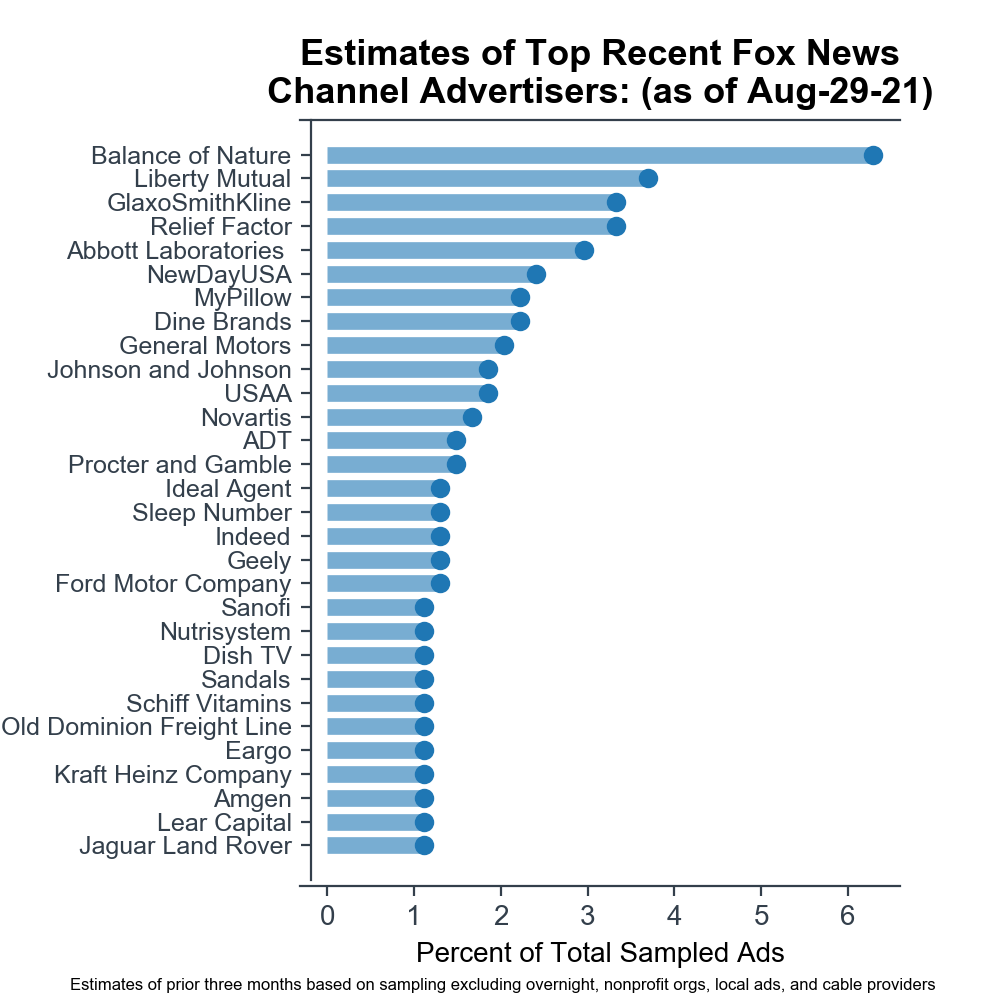 Estimates of Top Recent Fox News
Channel Advertisers: (as of Aug-29-21)
Balance of Nature
Liberty Mutual
GlaxoSmithKline
Relief Factor
Abbott Laboratories
NewDayUSA
MyPillow
Dine Brands
General Motors
Johnson and Johnson
USAA
Novartis
ADT
Procter and Gamble
Ideal Agent
Sleep Number
Indeed
Geely
Ford Motor Company
Sanofi
Nutrisystem
Dish TV
Sandals
Schiff Vitamins
Old Dominion Freight Line
Eargo
Kraft Heinz Company
Amgen
Lear Capital
Jaguar Land Rover
0 1 2 3 4 5 6
Percent of Total Sampled Ads
Estimates of prior three months based on sampling excluding overnight, nonprofit orgs, local ads, and cable providers